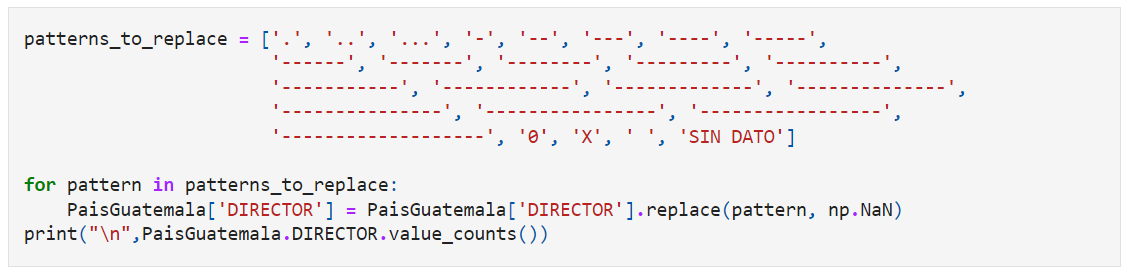 patterns_to_replace = ['.', '..', '...', '-', '--', '---', '----', '-----',
                       '------', '-------', '--------', '---------', '----------',
                       '-----------', '------------', '-------------', '--------------',
                       '---------------', '----------------', '-----------------',
                       '-------------------', '0', 'X', ' ', 'SIN DATO']
for pattern in patterns_to_replace:
    PaisGuatemala['DIRECTOR'] = PaisGuatemala['DIRECTOR'].replace(pattern, np.NaN)
print("\n",PaisGuatemala.DIRECTOR.value_counts())